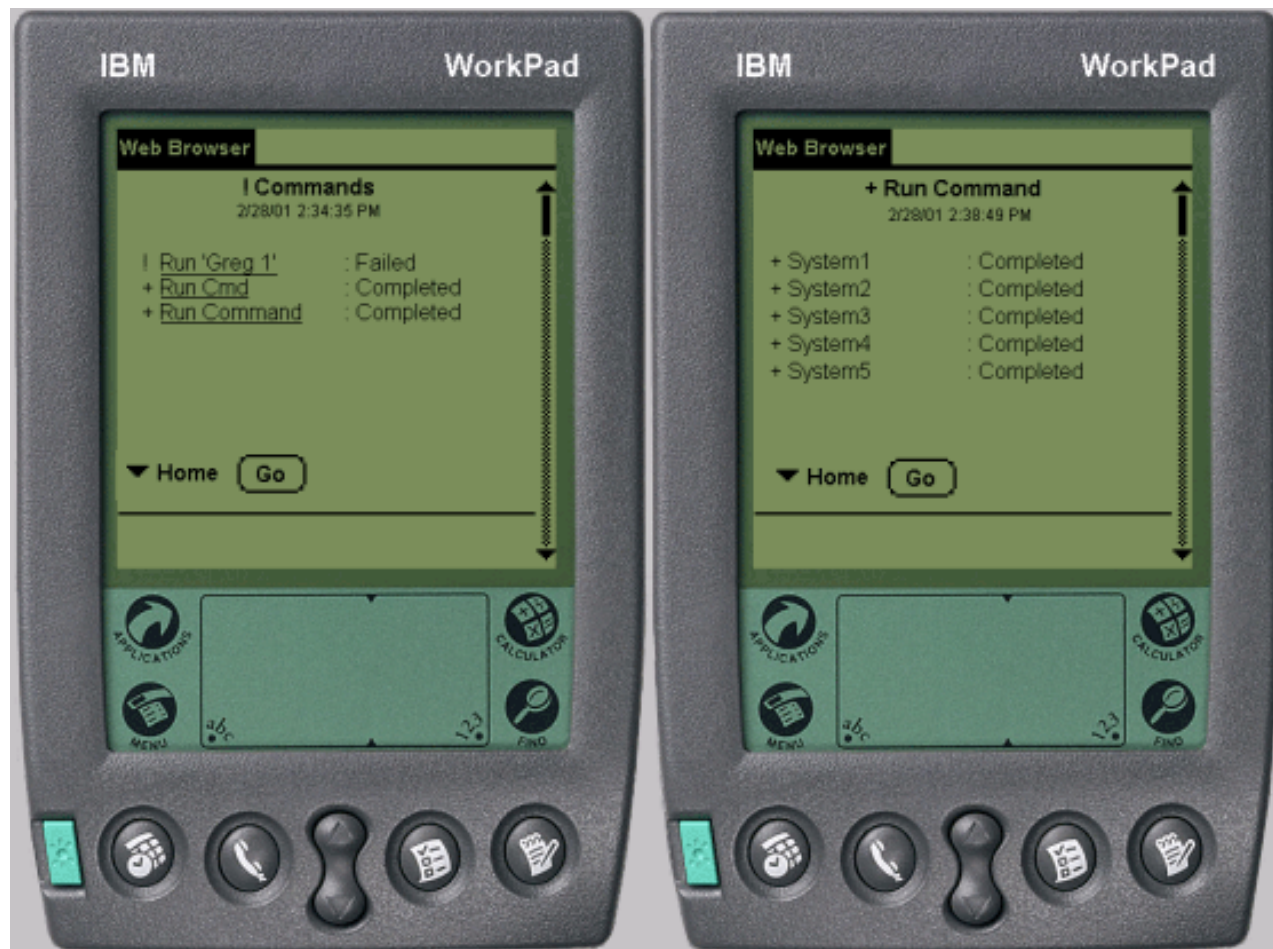 IBM WorkPad
Web Browser
! Commands
2/28/01 2:34:35 PM
! Run 'Greg 1' : Failed
+ Run Cmd : Completed
+ Run Command : Completed
Home Go
APPLICATIONS
CALCULATOR
MENU
abc
123
FIND
IBM WorkPad
Web Browser
+ Run Command
2/28/01 2:38:49 PM
+ System1 : Completed
+ System2 : Completed
+ System3 : Completed
+ System4 : Completed
+ System5 : Completed
Home Go
APPLICATIONS
CALCULATOR
MENU
abc
123
FIND